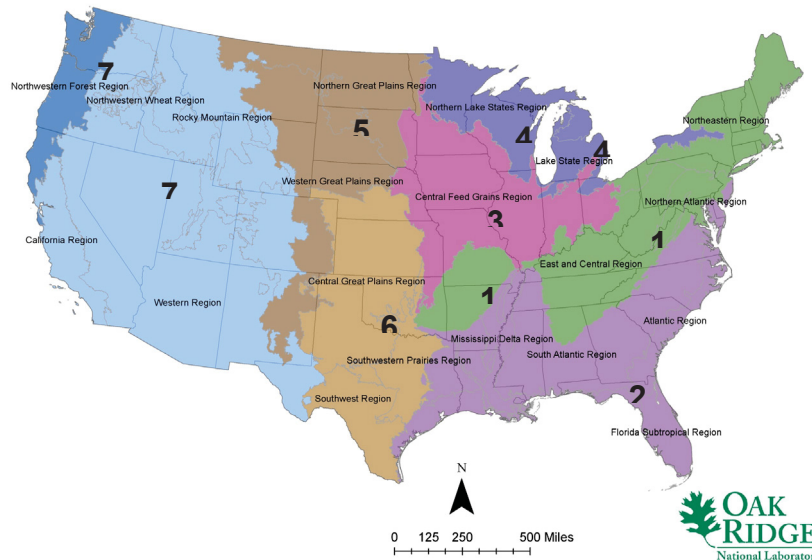 7
Northwestern Forest Region
Northwestern Wheat Region
Rocky Mountain Region
Northern Great Plains Region
5
Northern Lake States Region
4
4
Lake State Region
Northeastern Region
7
Western Great Plains Region
Central Feed Grains Region
3
Northern Atlantic Region
California Region
1
East and Central Region
Central Great Plains Region
1
Western Region
6
Mississippi Delta Region
Atlantic Region
South Atlantic Region
Southwestern Prairies Region
Southwest Region
2
Florida Subtropical Region
N
0 125 250 500 Miles
OAK
RIDGE
National Laborator